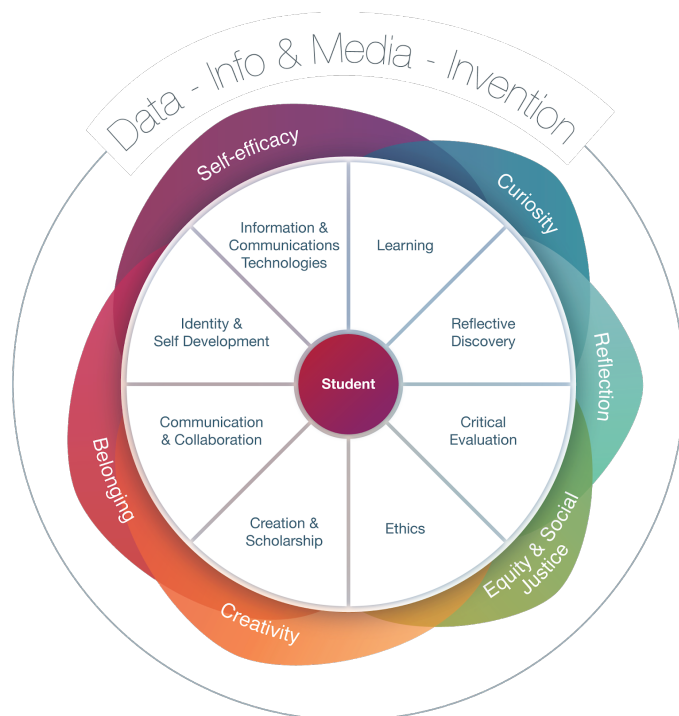 Data - Info & Media - Invention
Self-efficacy
Curiosity
Reflection
Equity & Social
Justice
Creativity
Belonging
Information &
Communications
Technologies
Learning
Reflective
Discovery
Critical
Evaluation
Ethics
Creation &
Scholarship
Communication
& Collaboration
Identity &
Self Development
Student